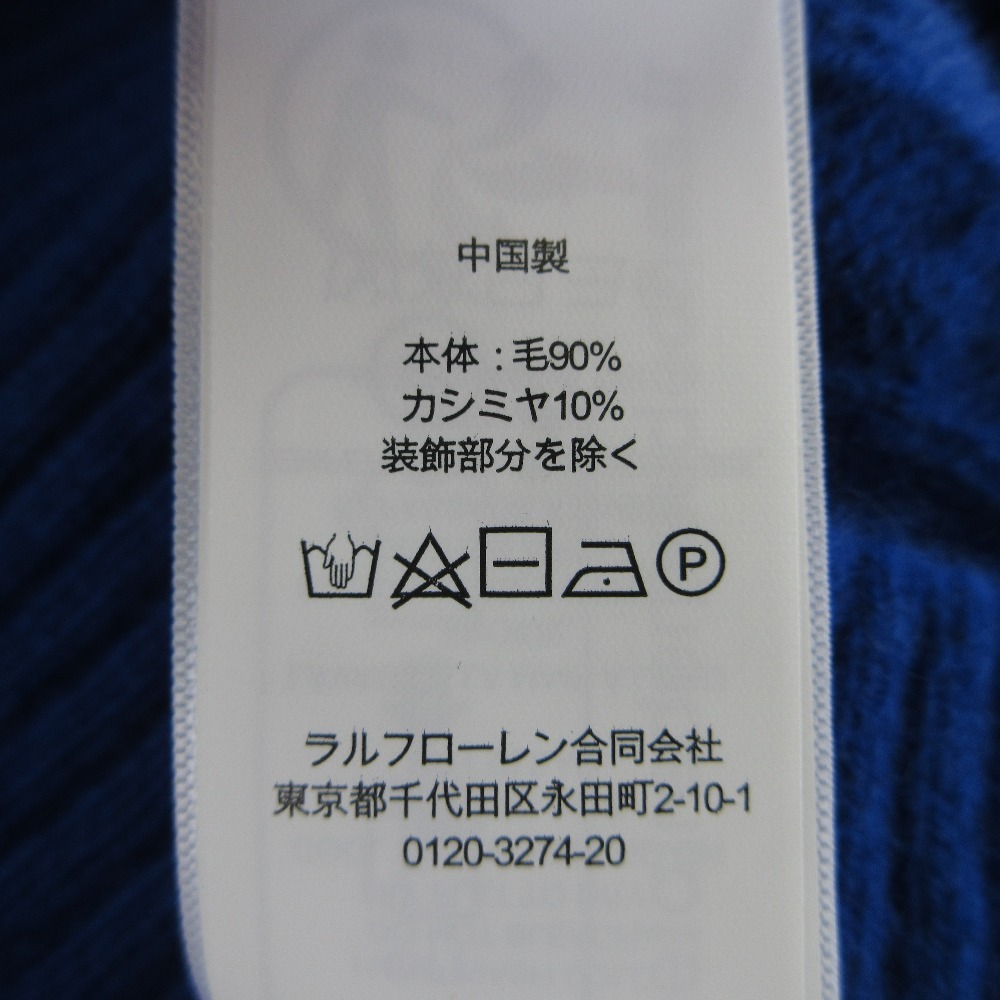 中国製
本体：毛90%
カシミヤ10%
装飾部分を除く
P
ラルフローレン合同会社
東京都千代田区永田町2-10-1
0120-3274-20